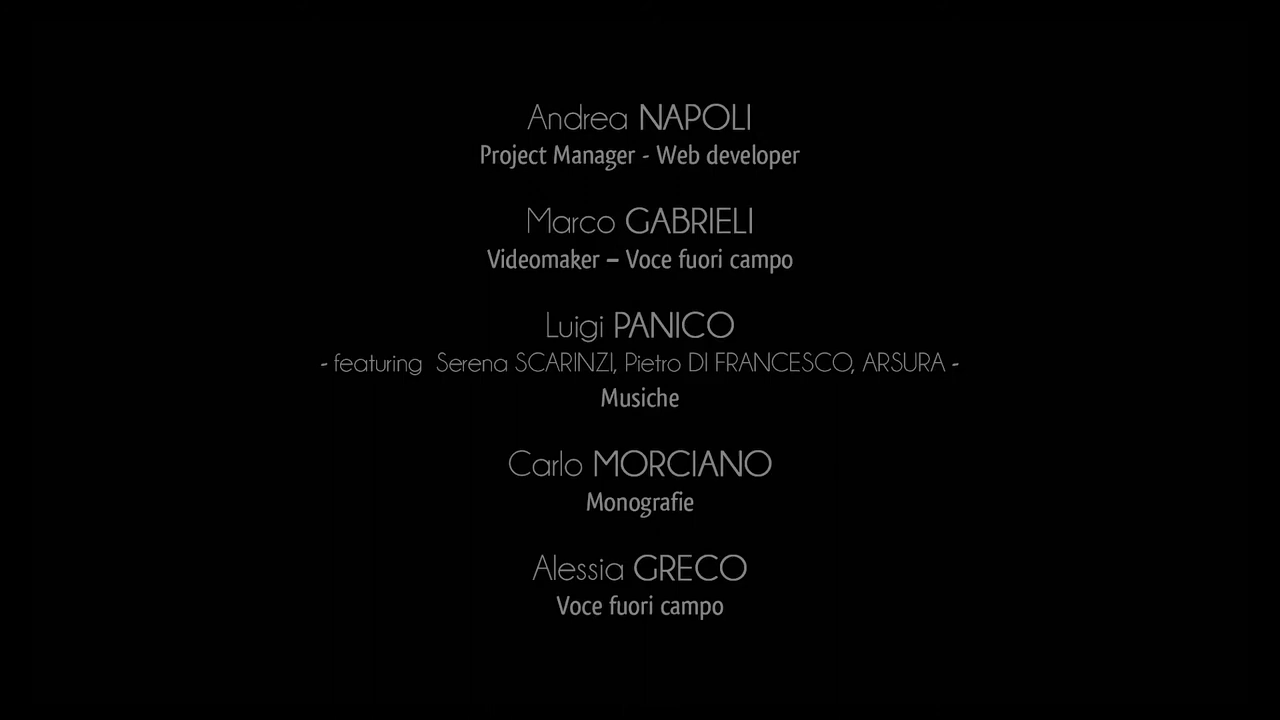 Andrea NAPOLI
Project Manager - Web developer
Marco GABRIELI
Videomaker – Voce fuori campo
Luigi PANICO
- featuring Serena SCARINZI, Pietro DI FRANCESCO, ARSURA -
Musiche
Carlo MORCIANO
Monografie
Alessia GRECO
Voce fuori campo